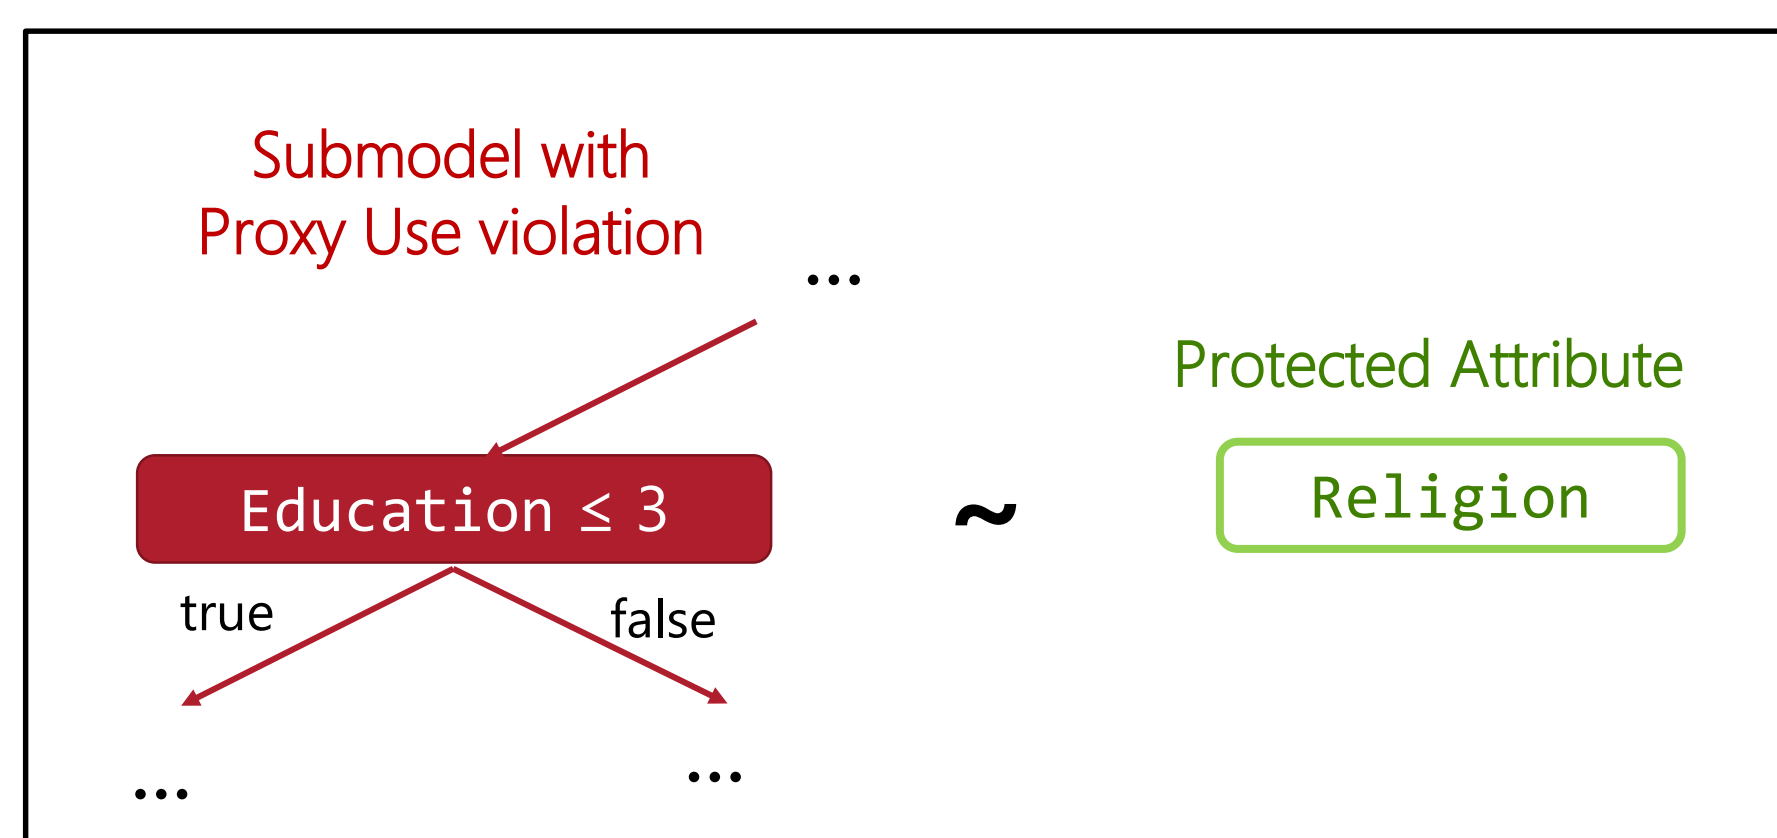 Submodel with
Proxy Use violation
...
Protected Attribute
Education ≤ 3
~
Religion
true
false
...
...